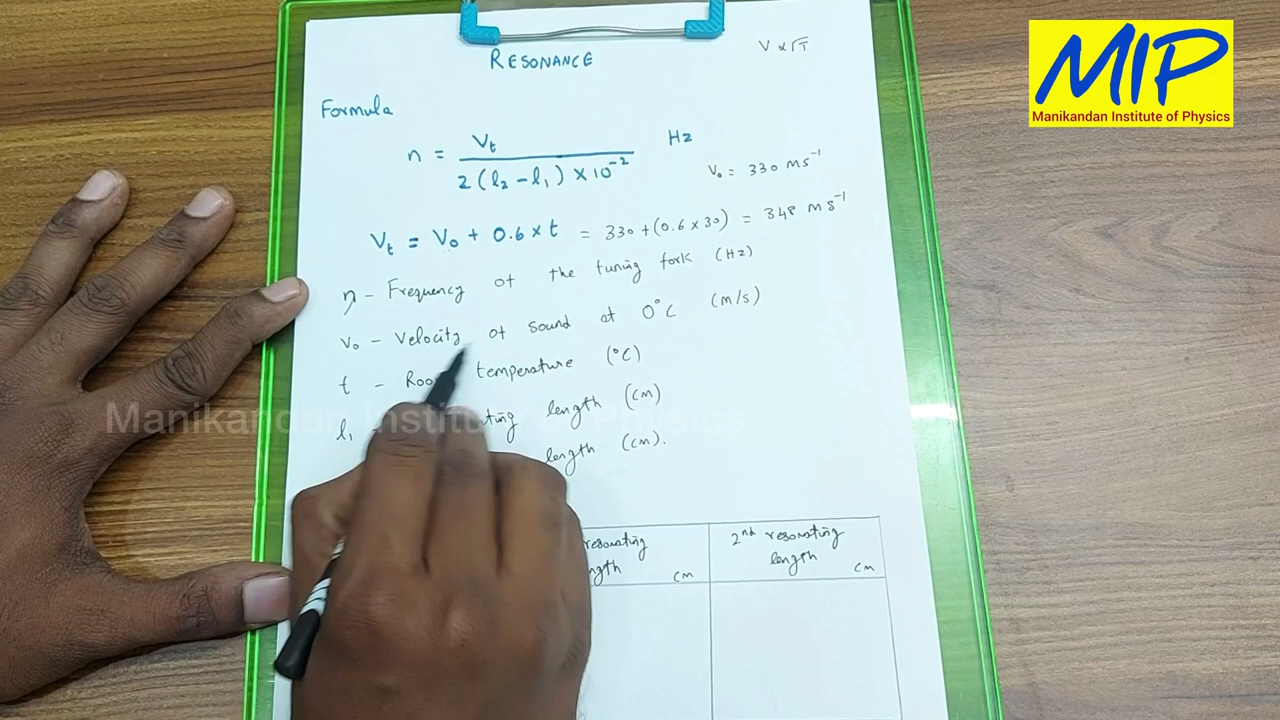 RESONANCE
V α √T
MIP
Manikandan Institute of Physics
Formula
n = Vt / 2 (l2 - l1) × 10^-2 Hz
V0 = 330 ms^-1
Vt = V0 + 0.6 × t = 330 + (0.6 × 30) = 348 ms^-1
n - Frequency of the tuning fork (Hz)
V0 - Velocity of sound at 0°C (m/s)
t - temperature (°C)
Manikandan Institute of Physics
l1 length (cm)
length (cm).
resonating
2nd resonating
length
cm
cm